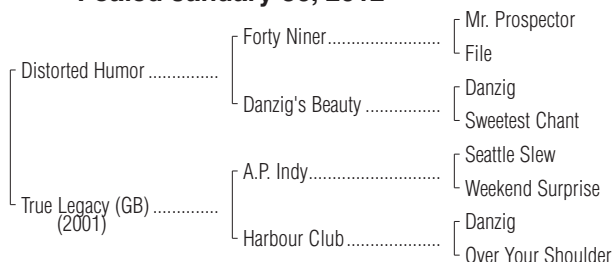 Foaled January 30, 2012
Mr. Prospector
Forty Niner
File
Distorted Humor
Danzig
Danzig's Beauty
Sweetest Chant
Seattle Slew
A.P. Indy
Weekend Surprise
True Legacy (GB)
(2001)
Danzig
Harbour Club
Over Your Shoulder